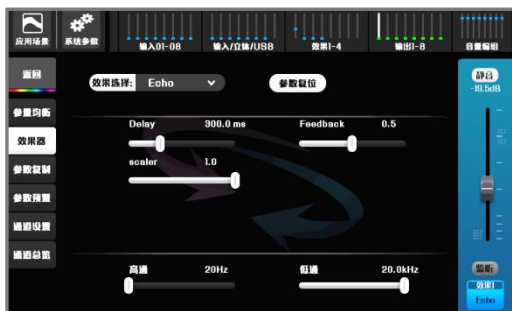 应用场景
系统参数
输入01-08
输入/立体/USB
效果1-4
输出1-8
音量编组
返回
效果选择: Echo
参数复位
静音
-19.5dB
参量均衡
Delay 300.0 ms Feedback 0.5
效果器
scaler 1.0
参数复制
参数预置
通道设置
通道总览
高通 20Hz 低通 20.0kHz
监听
效果1
Echo